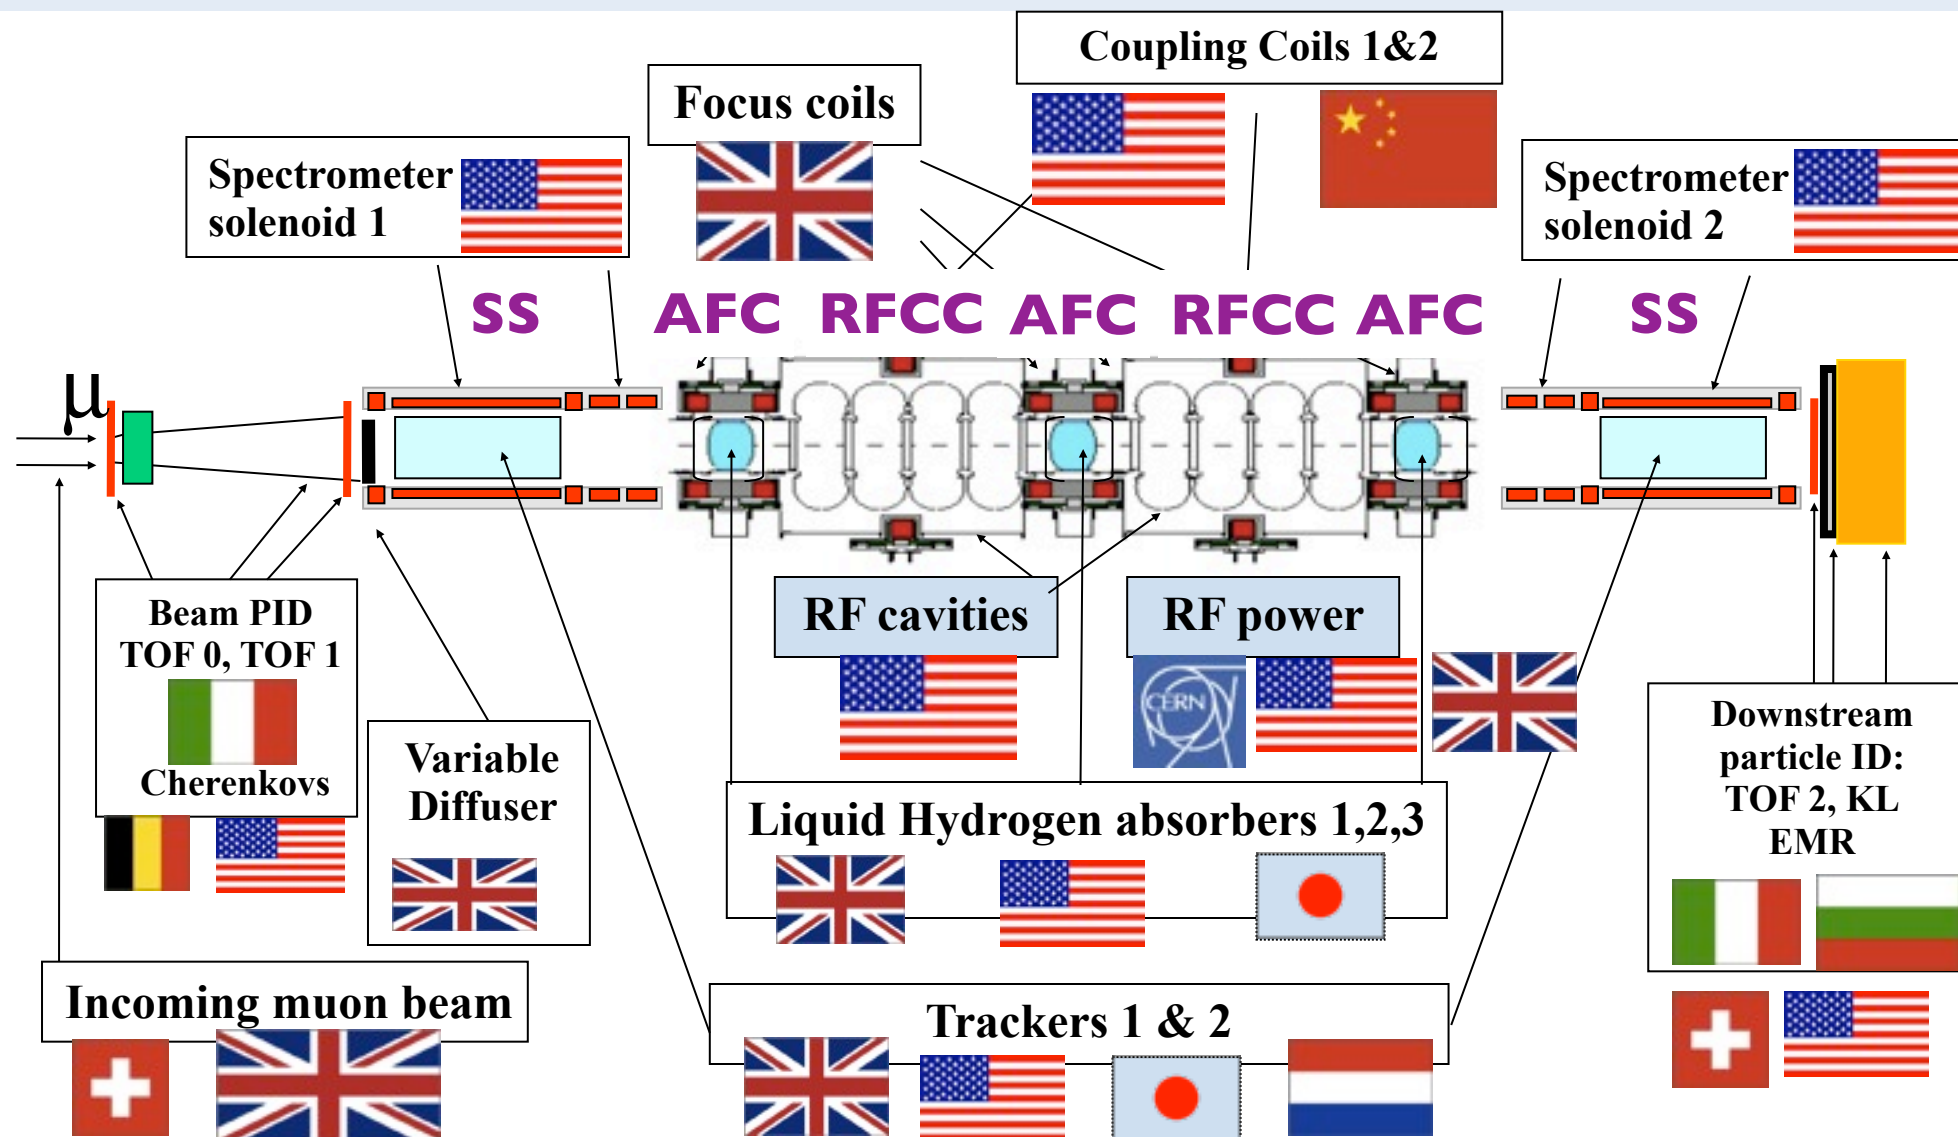 Coupling Coils 1&2
Focus coils
Spectrometer
solenoid 1
Spectrometer
solenoid 2
SS AFC RFCC AFC RFCC AFC SS
μ
Beam PID
TOF 0, TOF 1
Cherenkovs
Variable
Diffuser
RF cavities
RF power
CERN
Liquid Hydrogen absorbers 1,2,3
Downstream
particle ID:
TOF 2, KL
EMR
Incoming muon beam
Trackers 1 & 2